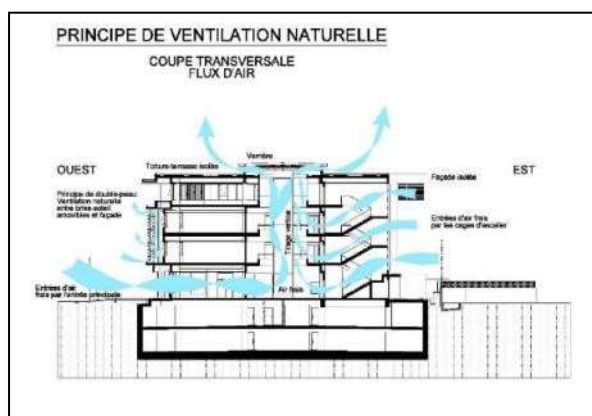 PRINCIPE DE VENTILATION NATURELLE
COUPE TRANSVERSALE
FLUX D'AIR
Verrière
OUEST
Toiture-terrasse isolée
Façade isolée
EST
Principe de double-peau
Ventilation naturelle
entre brise-soleil
amovibles et façade
Tirage vertical
Entrées d'air frais
par les cages d'escalier
Entrées d'air
frais par l'entrée principale
Air frais